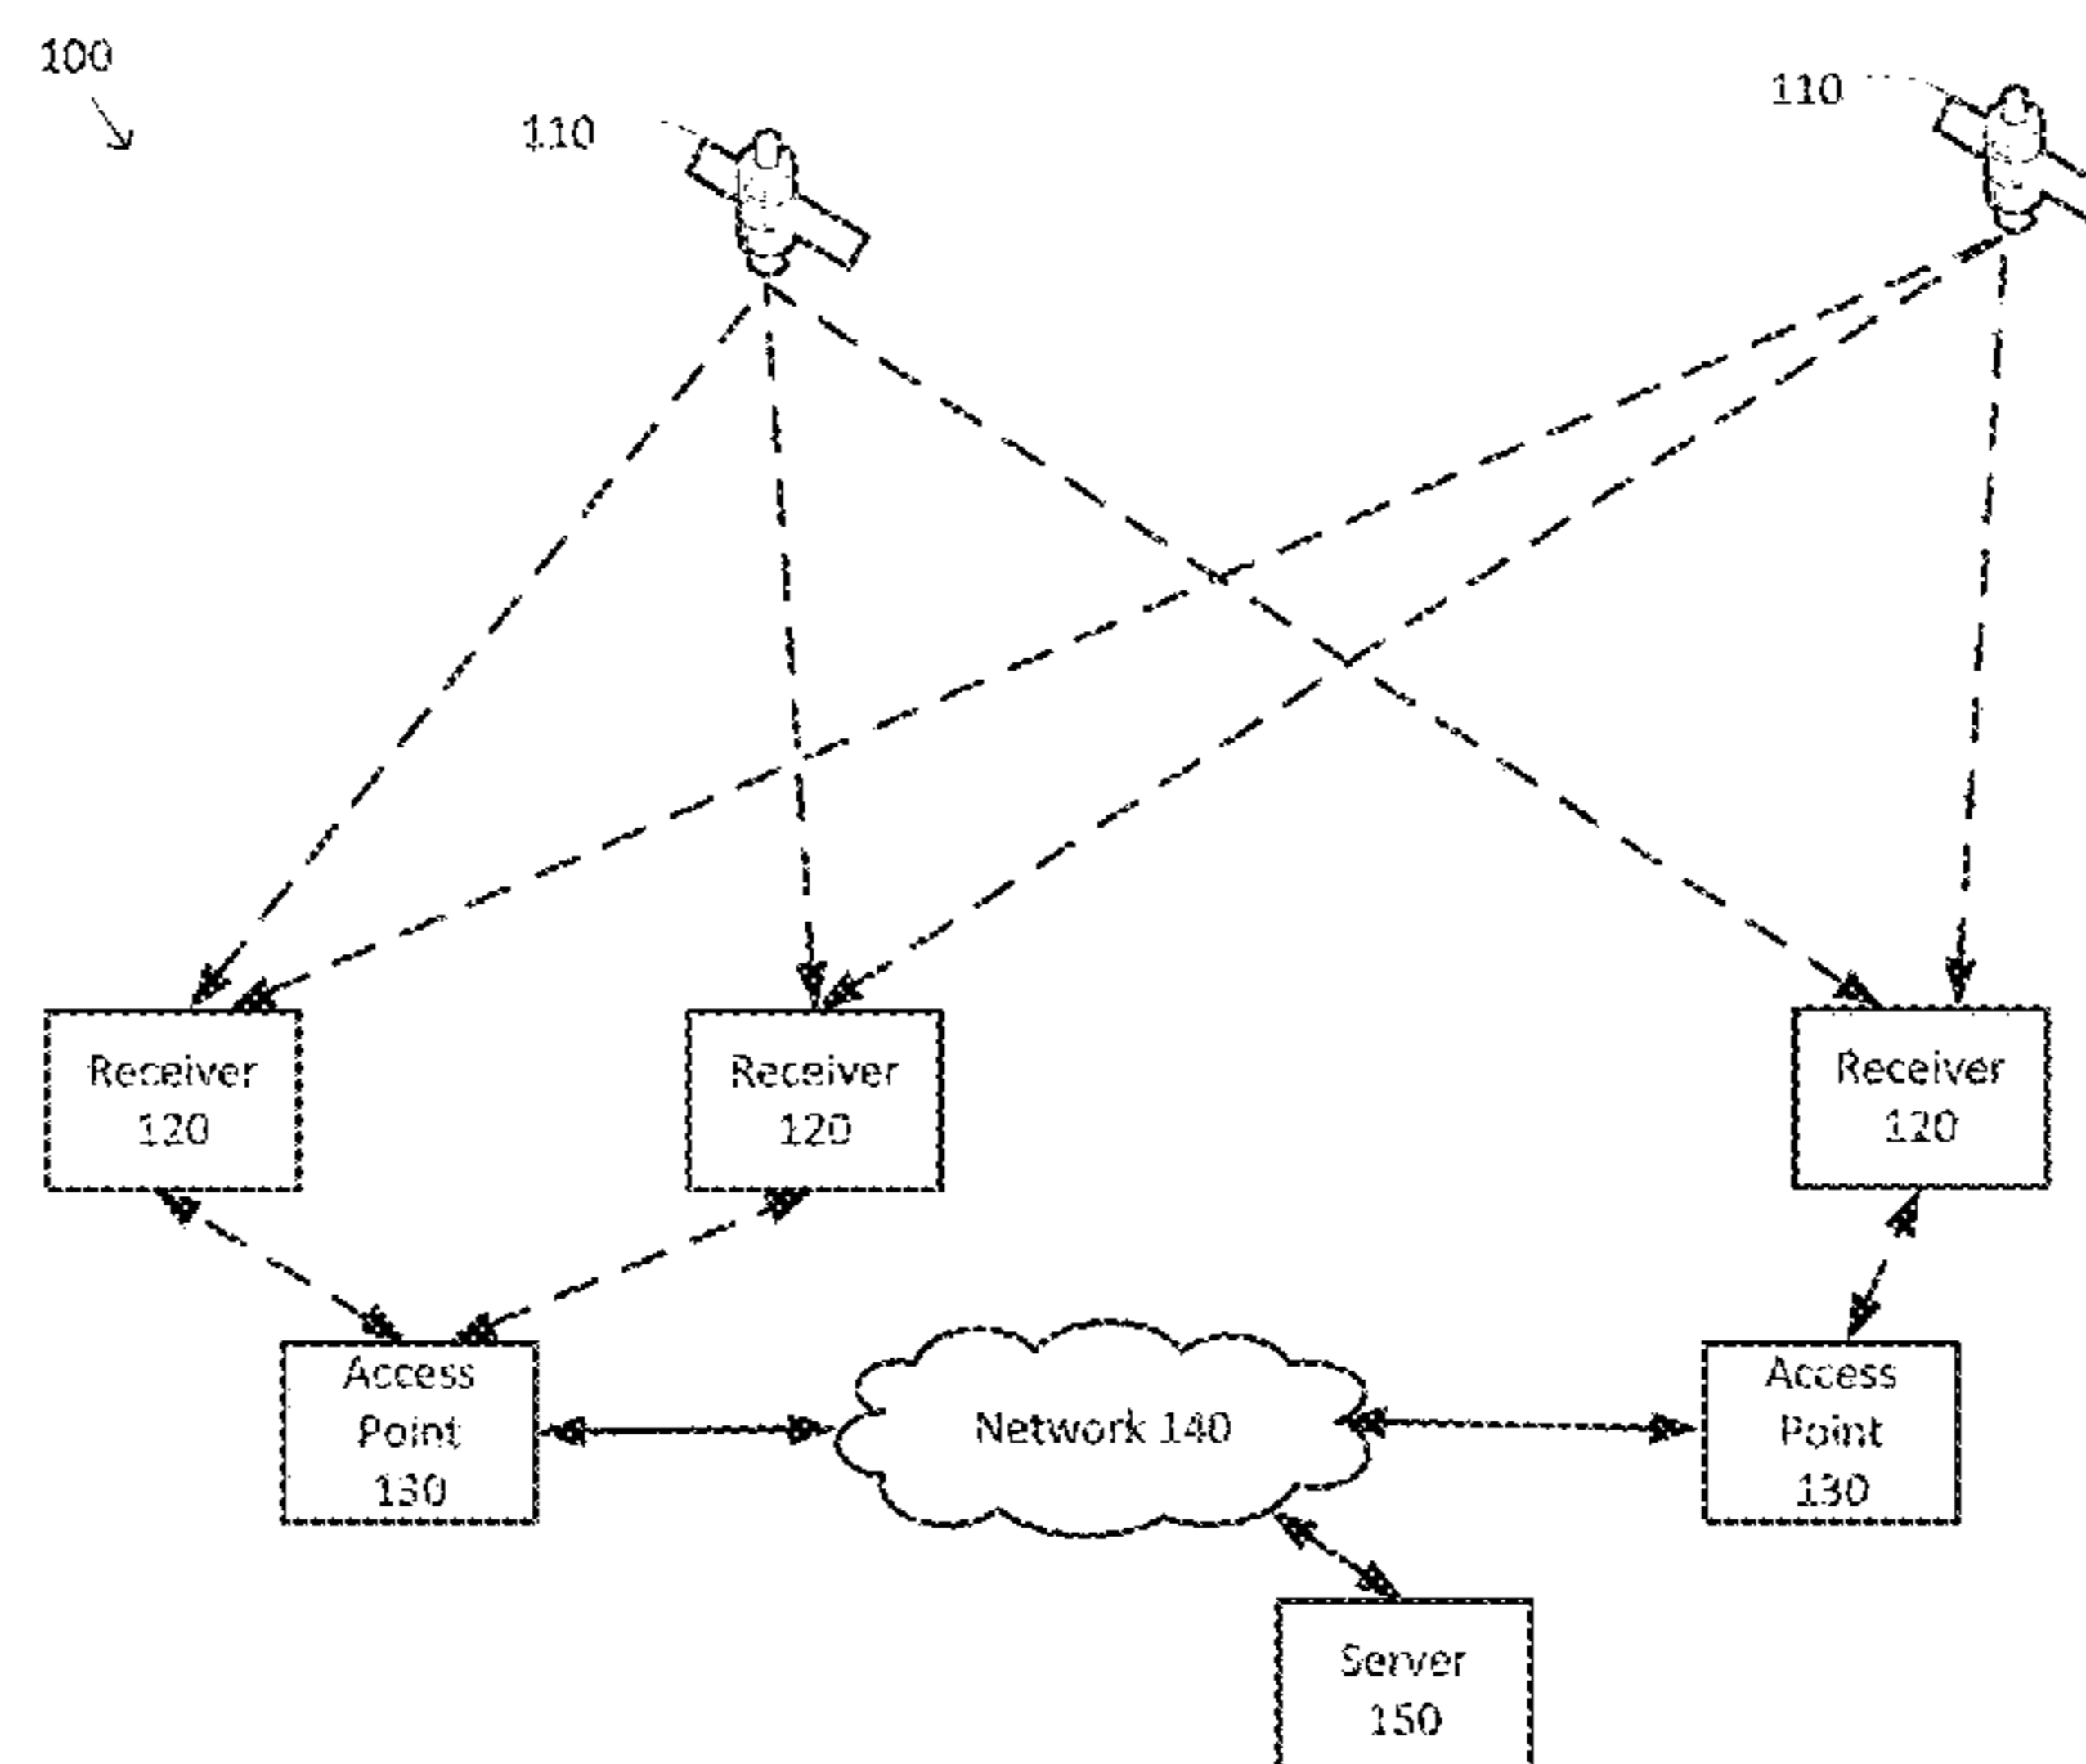 100
110
110
Receiver
120
Receiver
120
Receiver
120
Access
Point
130
Network 140
Access
Point
130
Server
150